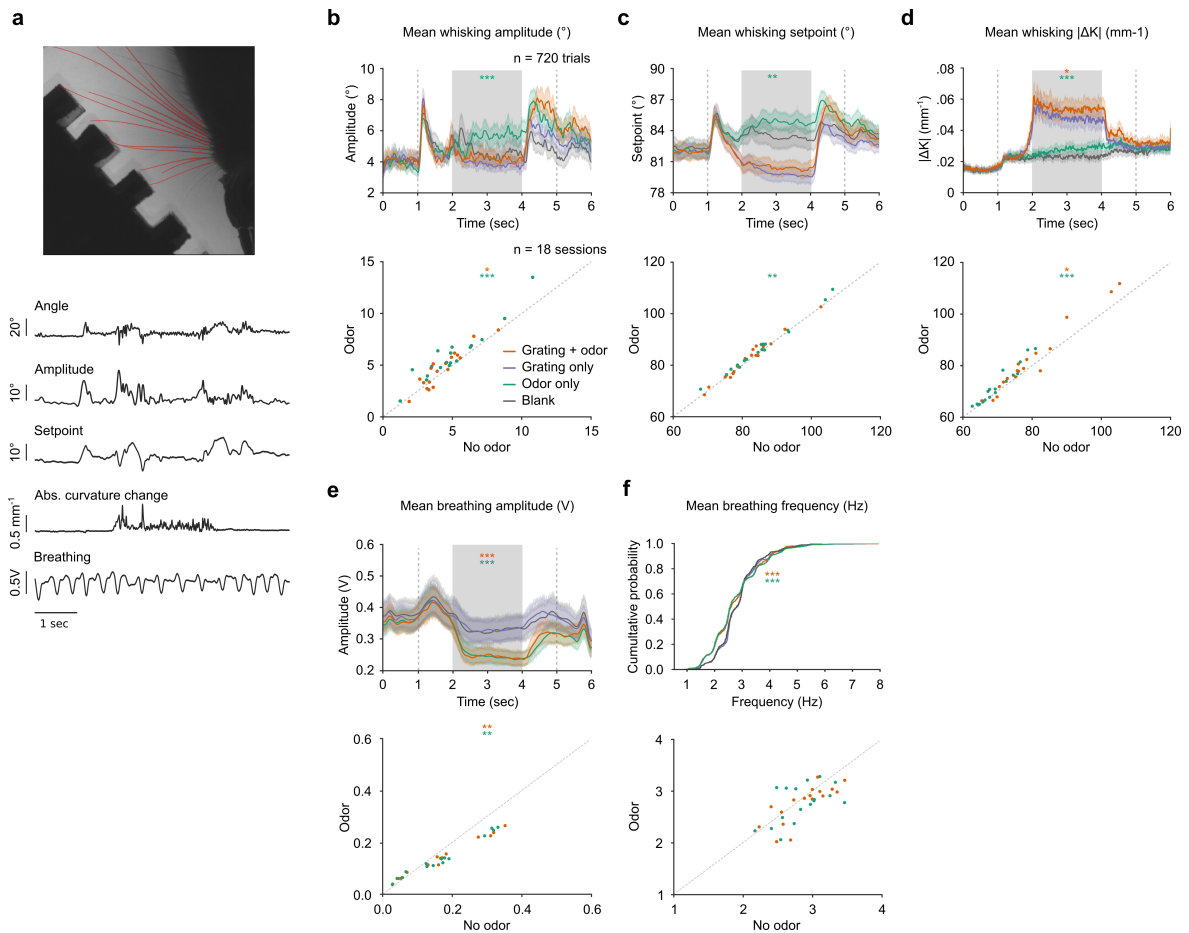 a
Angle
20°
Amplitude
10°
Setpoint
10°
Abs. curvature change
0.5 mm-1
Breathing
0.5V
1 sec
b
Mean whisking amplitude (°)
n = 720 trials
***
Amplitude (°)
10
8
6
4
2
0 1 2 3 4 5 6
Time (sec)
n = 18 sessions
*
***
Odor
15
10
5
0
Grating + odor
Grating only
Odor only
Blank
0 5 10 15
No odor
c
Mean whisking setpoint (°)
**
Setpoint (°)
90
87
84
81
78
0 1 2 3 4 5 6
Time (sec)
**
Odor
120
100
80
60
60 80 100 120
No odor
d
Mean whisking |ΔK| (mm-1)
*
***
|ΔK| (mm-1)
.08
.06
.04
.02
0
0 1 2 3 4 5 6
Time (sec)
*
***
Odor
120
100
80
60
60 80 100 120
No odor
e
Mean breathing amplitude (V)
***
***
Amplitude (V)
0.6
0.5
0.4
0.3
0.2
0 1 2 3 4 5 6
Time (sec)
**
**
Odor
0.6
0.4
0.2
0.0
0.0 0.2 0.4 0.6
No odor
f
Mean breathing frequency (Hz)
***
***
Cumultative probability
1.0
0.8
0.6
0.4
0.2
0.0
1 2 3 4 5 6 7 8
Frequency (Hz)
Odor
4
3
2
1
1 2 3 4
No odor